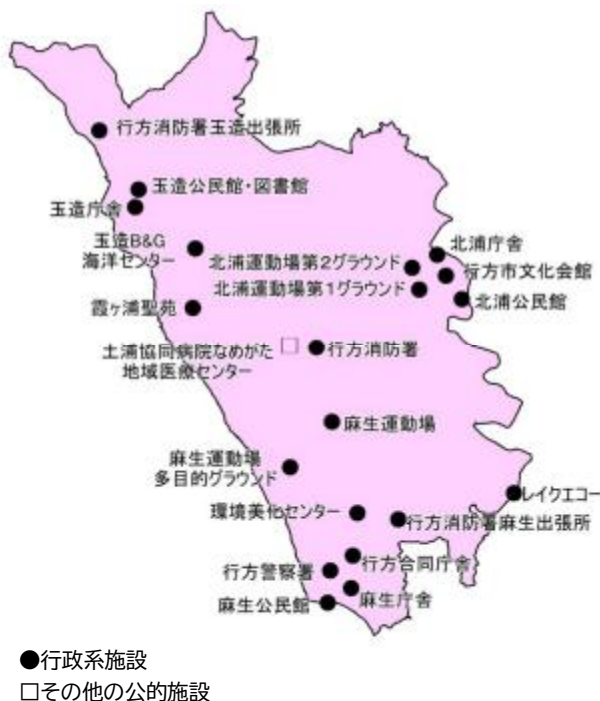 行方消防署玉造出張所
玉造公民館・図書館
玉造庁舎
玉造B&G
海洋センター
北浦庁舎
北浦運動場第2グラウンド
行方市文化会館
北浦運動場第1グラウンド
北浦公民館
霞ヶ浦聖苑
土浦協同病院なめがた
地域医療センター
行方消防署
麻生運動場
麻生運動場
多目的グラウンド
レイクエコー
環境美化センター
行方消防署麻生出張所
行方合同庁舎
行方警察署
麻生庁舎
麻生公民館
●行政系施設
□その他の公的施設